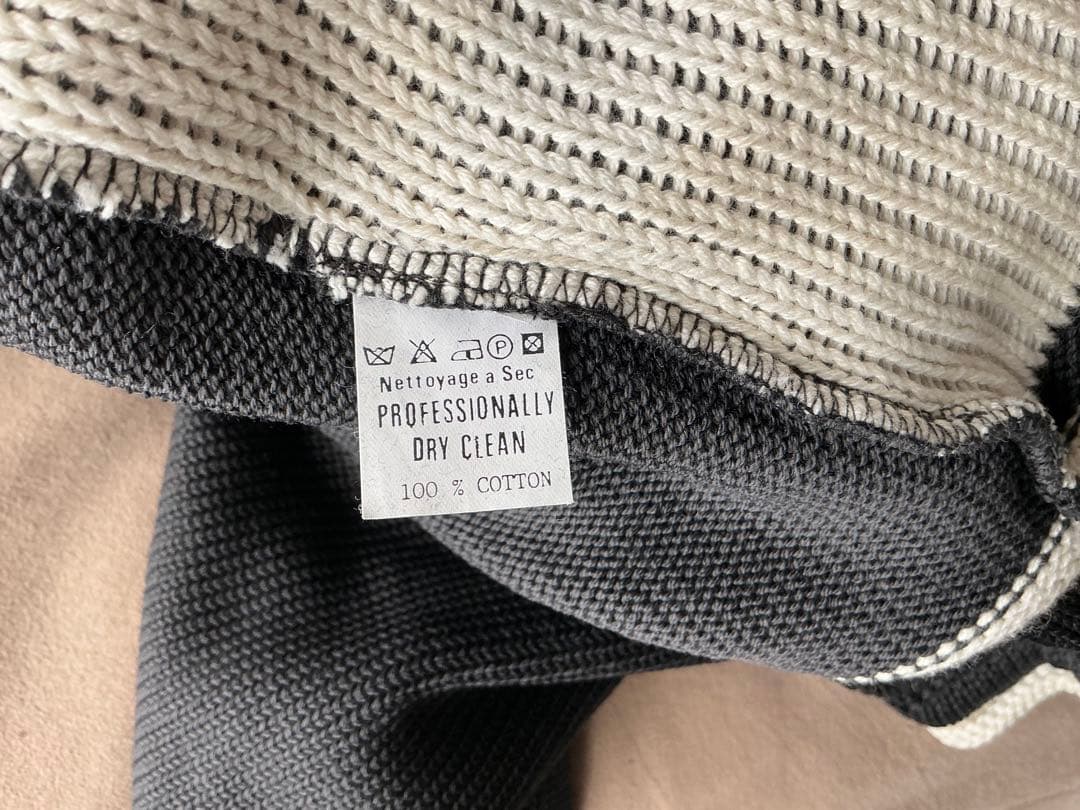 P
Nettoyage a Sec
PROFESSIONALLY
DRY CLEAN
100 % COTTON